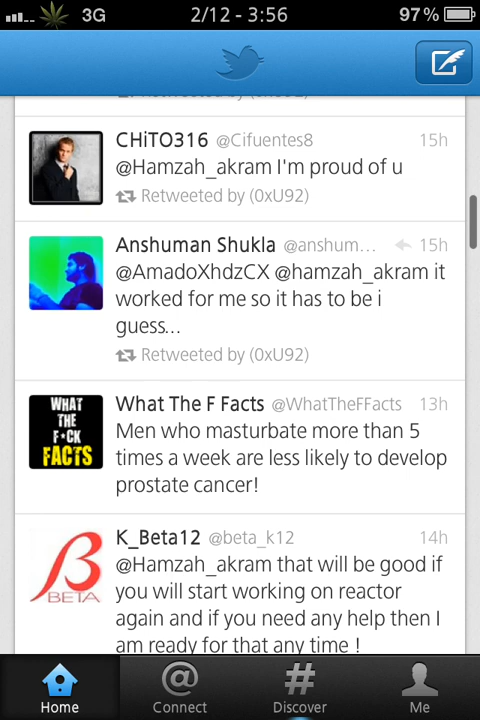 3G 2/12 - 3:56 97%
Retweeted by (0xU92)
CHiTO316 @Cifuentes8 15h
@Hamzah_akram I'm proud of u
Retweeted by (0xU92)
Anshuman Shukla @anshum... 15h
@AmadoXhdzCX @hamzah_akram it
worked for me so it has to be i
guess...
Retweeted by (0xU92)
WHAT
THE
F*CK
FACTS
What The F Facts @WhatTheFFacts 13h
Men who masturbate more than 5
times a week are less likely to develop
prostate cancer!
β
BETA
K_Beta12 @beta_k12 14h
@Hamzah_akram that will be good if
you will start working on reactor
again and if you need any help then I
am ready for that any time !
Home Connect Discover Me